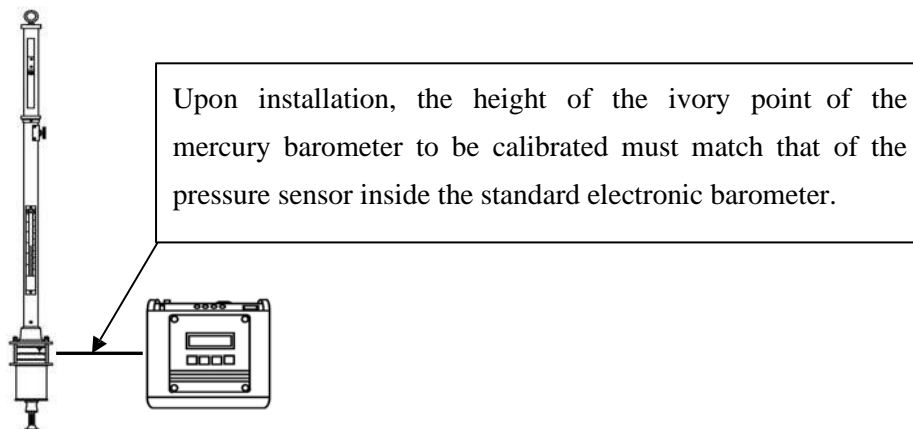 Upon installation, the height of the ivory point of the
mercury barometer to be calibrated must match that of the
pressure sensor inside the standard electronic barometer.